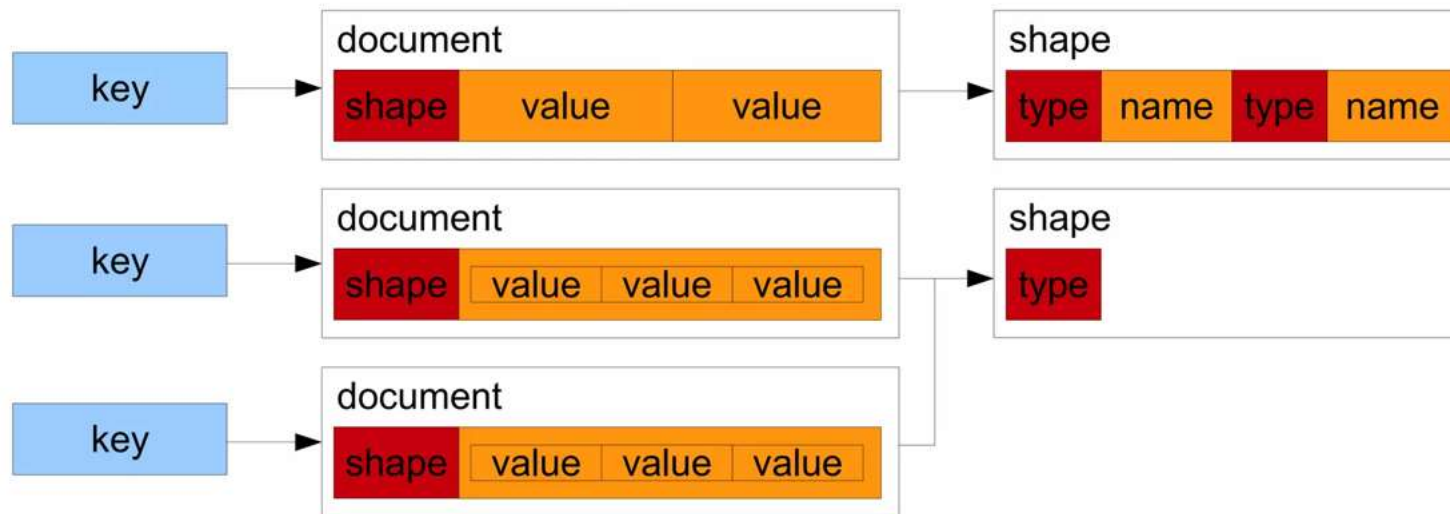 document
shape
key
shape value value
type name type name
document
shape
key
shape value value value
type
document
key
shape value value value